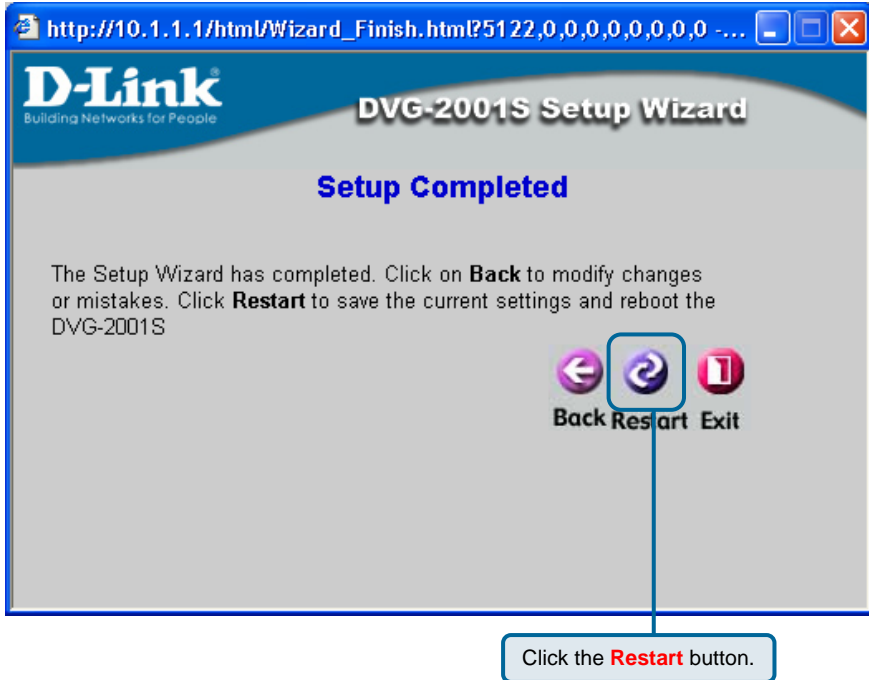 http://10.1.1.1/html/Wizard_Finish.html?5122,0,0,0,0,0,0,0,0 -...
D-Link
Building Networks for People
DVG-2001S Setup Wizard
Setup Completed
The Setup Wizard has completed. Click on Back to modify changes
or mistakes. Click Restart to save the current settings and reboot the
DVG-2001S
Back Restart Exit
Click the Restart button.